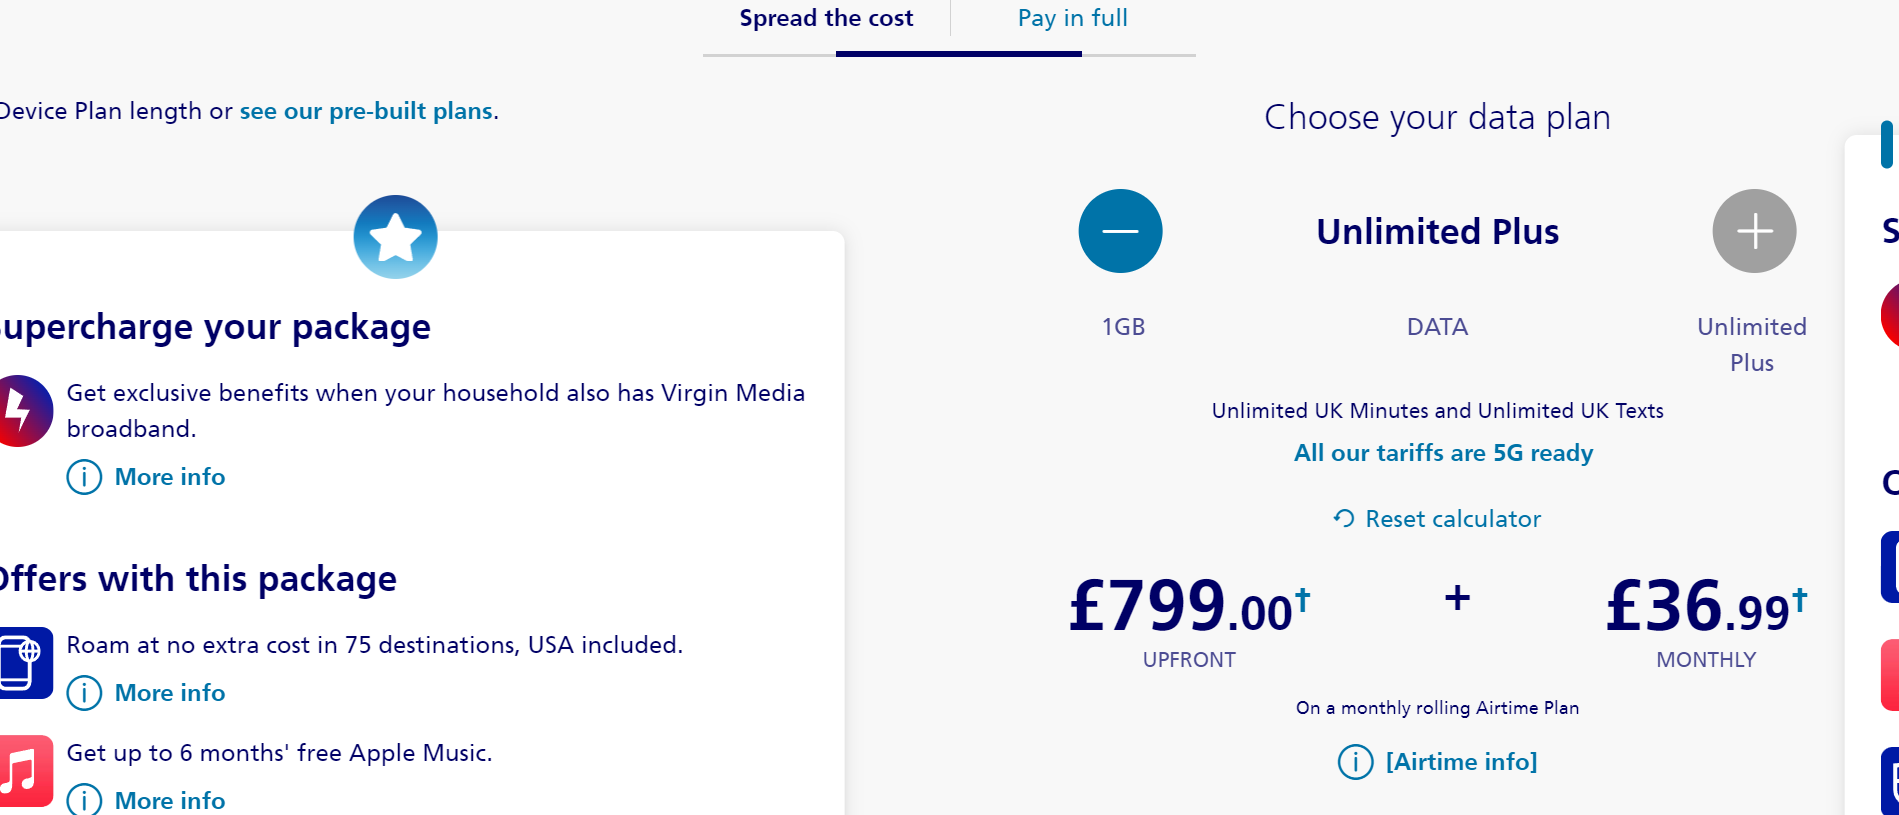 Spread the cost
Pay in full
Device Plan length or see our pre-built plans.
Supercharge your package
Get exclusive benefits when your household also has Virgin Media
broadband.
More info
Offers with this package
Roam at no extra cost in 75 destinations, USA included.
More info
Get up to 6 months' free Apple Music.
More info
Choose your data plan
Unlimited Plus
1GB
DATA
Unlimited
Plus
Unlimited UK Minutes and Unlimited UK Texts
All our tariffs are 5G ready
Reset calculator
£799.00† + £36.99†
UPFRONT
MONTHLY
On a monthly rolling Airtime Plan
[Airtime info]